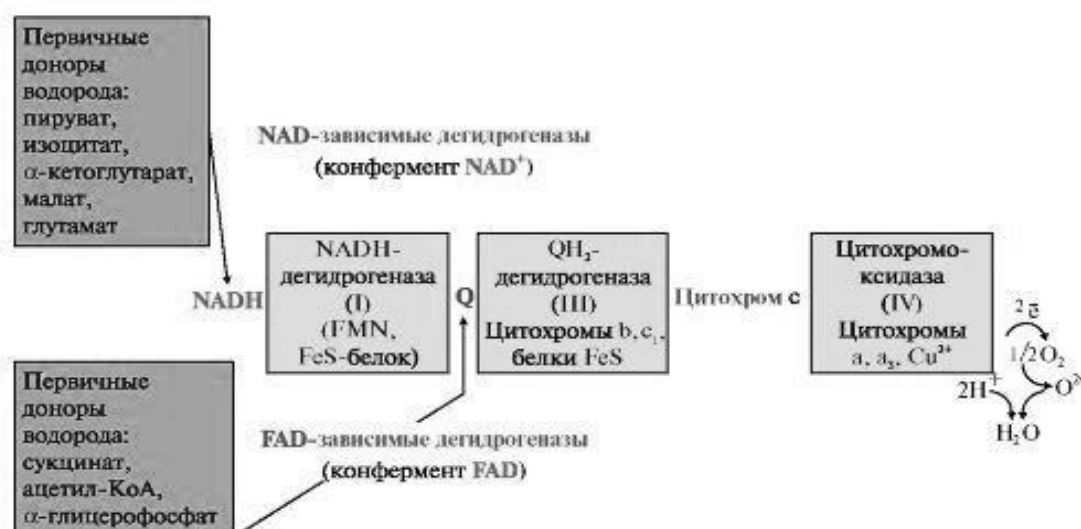 Первичные
доноры
водорода:
пируват,
изоцитат,
α-кетоглутарат,
малат,
глутамат
NAD-зависимые дегидрогеназы
(конфермент NAD⁺)
NADH
NADH-
дегидрогеназа
(I)
(FMN,
FeS-белок)
Q
QH₂-
дегидрогеназа
(III)
Цитохромы b, c₁,
белки FeS
Цитохром c
Цитохромо-
ксидаза
(IV)
Цитохромы
a, a₃, Cu²⁺
2 ē
1/2O₂
2H⁺
H₂O
Первичные
доноры
водорода:
сукцинат,
ацетил-КоА,
α-глицерофосфат
FAD-зависимые дегидрогеназы
(конфермент FAD)